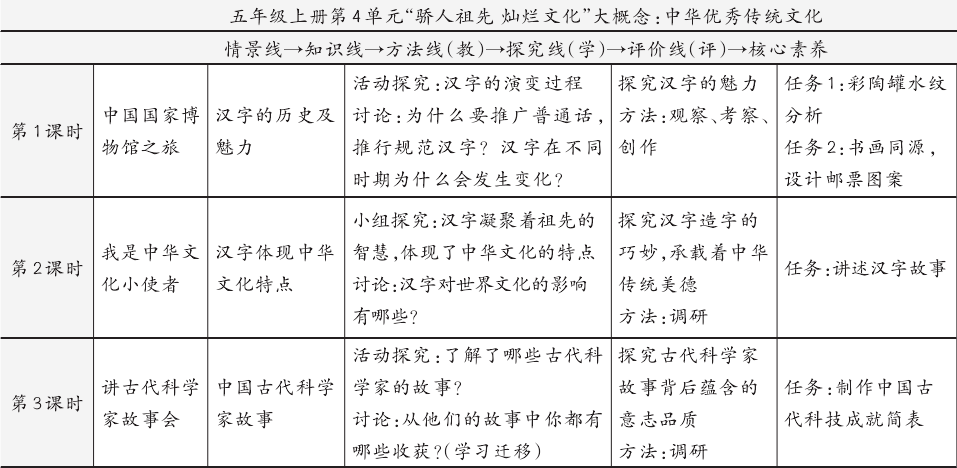 五年级上册第4单元“骄人祖先 灿烂文化”大概念:中华优秀传统文化
情景线→知识线→方法线(教)→探究线(学)→评价线(评)→核心素养
第1课时
中国国家博
物馆之旅
汉字的历史及
魅力
活动探究:汉字的演变过程
讨论:为什么要推广普通话,
推行规范汉字? 汉字在不同
时期为什么会发生变化?
探究汉字的魅力
方法:观察、考察、
创作
任务1:彩陶罐水纹
分析
任务2:书画同源,
设计邮票图案
第2课时
我是中华文
化小使者
汉字体现中华
文化特点
小组探究:汉字凝聚着祖先的
智慧,体现了中华文化的特点
讨论:汉字对世界文化的影响
有哪些?
探究汉字造字的
巧妙,承载着中华
传统美德
方法:调研
任务:讲述汉字故事
第3课时
讲古代科学
家故事会
中国古代科学
家故事
活动探究:了解了哪些古代科
学家的故事?
讨论:从他们的故事中你都有
哪些收获?(学习迁移)
探究古代科学家
故事背后蕴含的
意志品质
方法:调研
任务:制作中国古
代科技成就简表